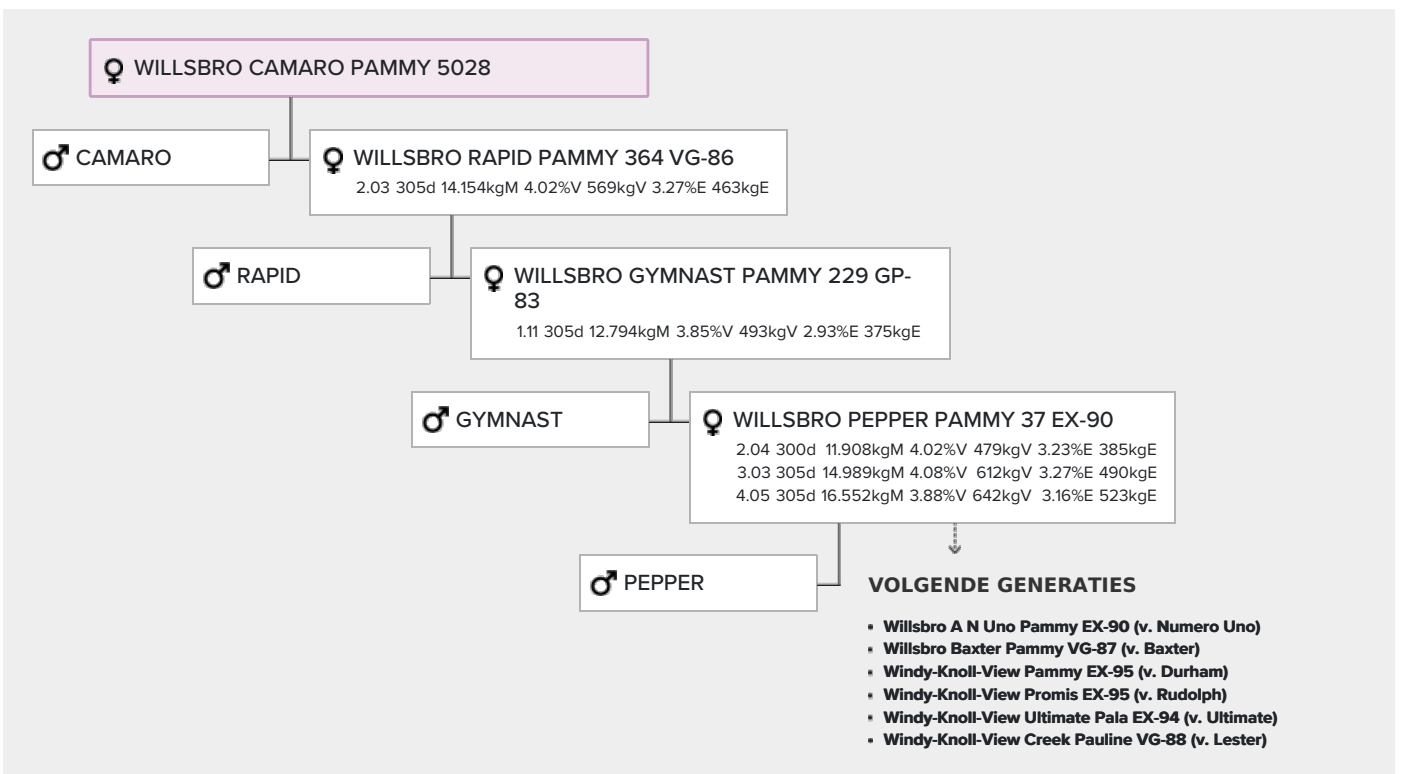 WILLSBRO CAMARO PAMMY 5028
CAMARO
WILLSBRO RAPID PAMMY 364 VG-86
2.03 305d 14.154kgM 4.02%V 569kgV 3.27%E 463kgE
RAPID
WILLSBRO GYMNAST PAMMY 229 GP-
83
1.11 305d 12.794kgM 3.85%V 493kgV 2.93%E 375kgE
GYMNAST
WILLSBRO PEPPER PAMMY 37 EX-90
2.04 300d 11.908kgM 4.02%V 479kgV 3.23%E 385kgE
3.03 305d 14.989kgM 4.08%V 612kgV 3.27%E 490kgE
4.05 305d 16.552kgM 3.88%V 642kgV 3.16%E 523kgE
PEPPER
VOLGENDE GENERATIES
• Willsbro A N Uno Pammy EX-90 (v. Numero Uno)
• Willsbro Baxter Pammy VG-87 (v. Baxter)
• Windy-Knoll-View Pammy EX-95 (v. Durham)
• Windy-Knoll-View Promis EX-95 (v. Rudolph)
• Windy-Knoll-View Ultimate Pala EX-94 (v. Ultimate)
• Windy-Knoll-View Creek Pauline VG-88 (v. Lester)